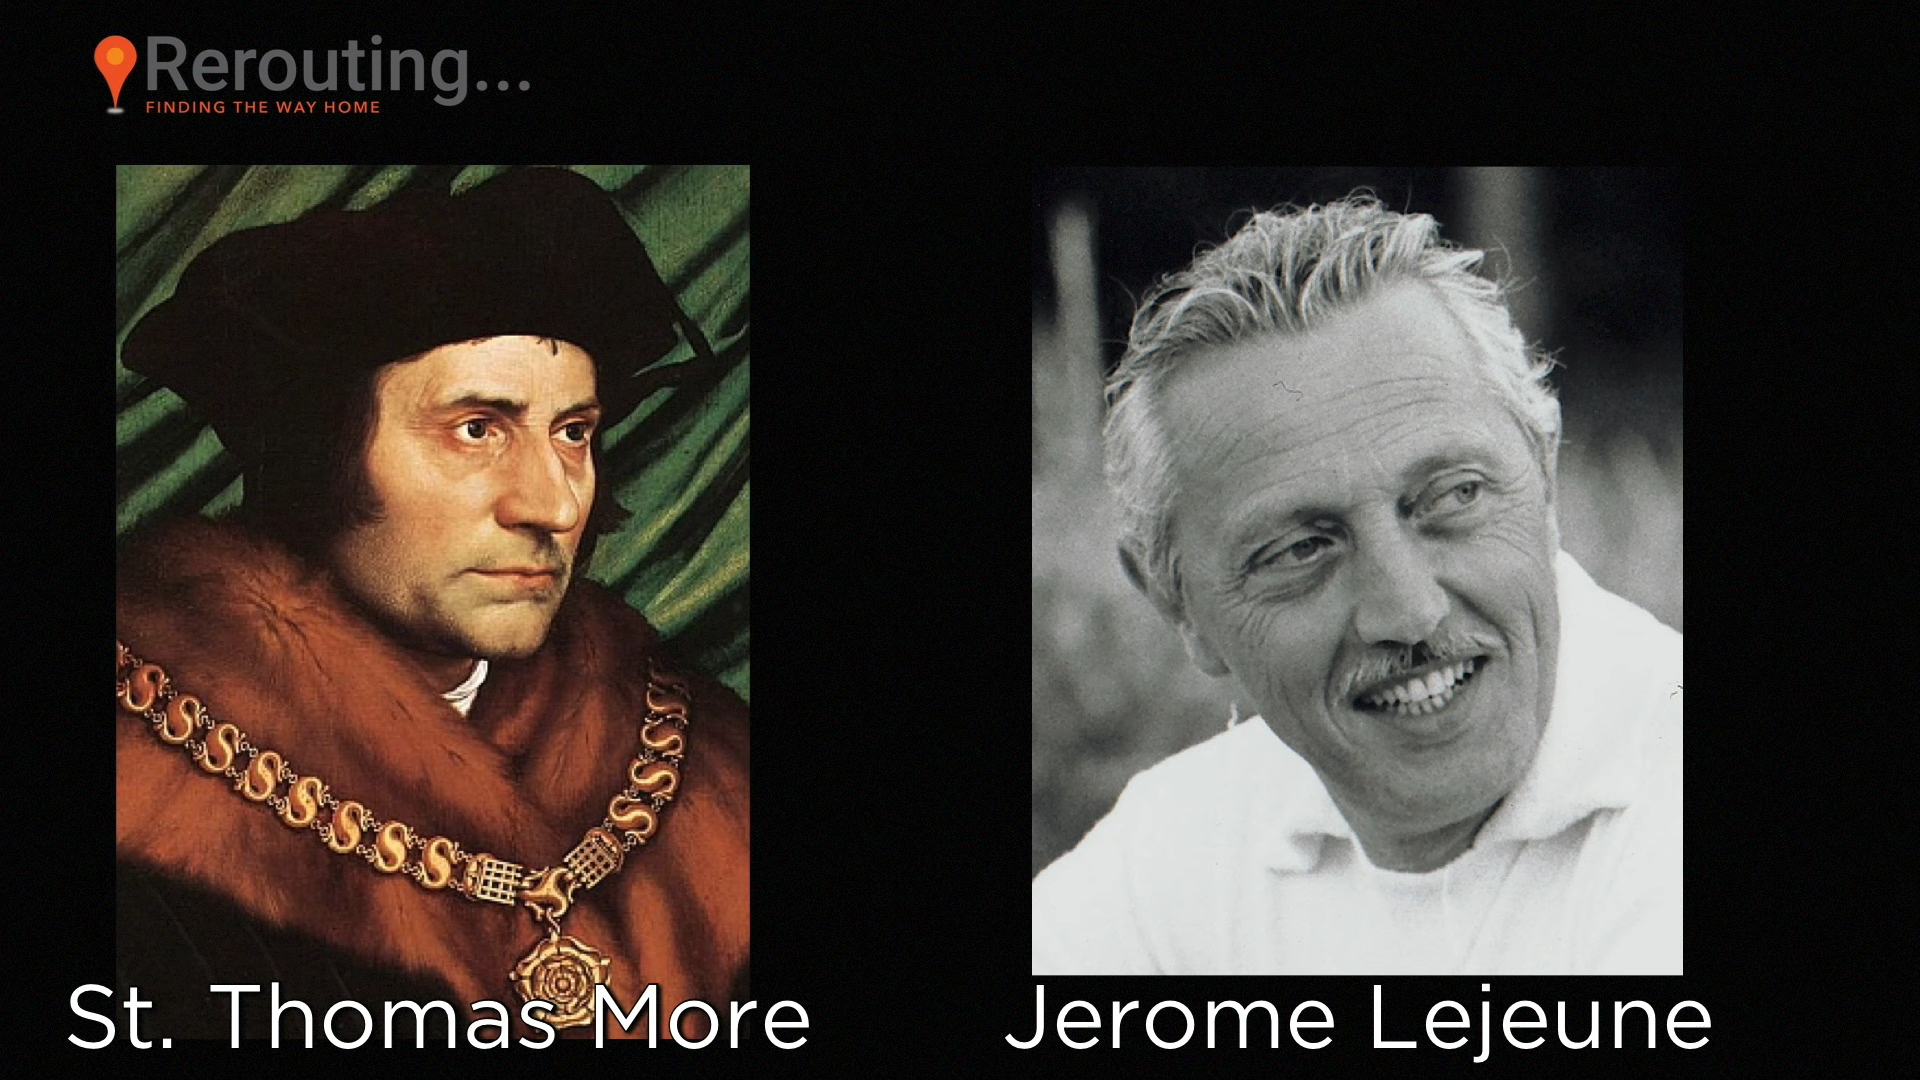 Rerouting...
FINDING THE WAY HOME
St. Thomas More
Jerome Lejeune